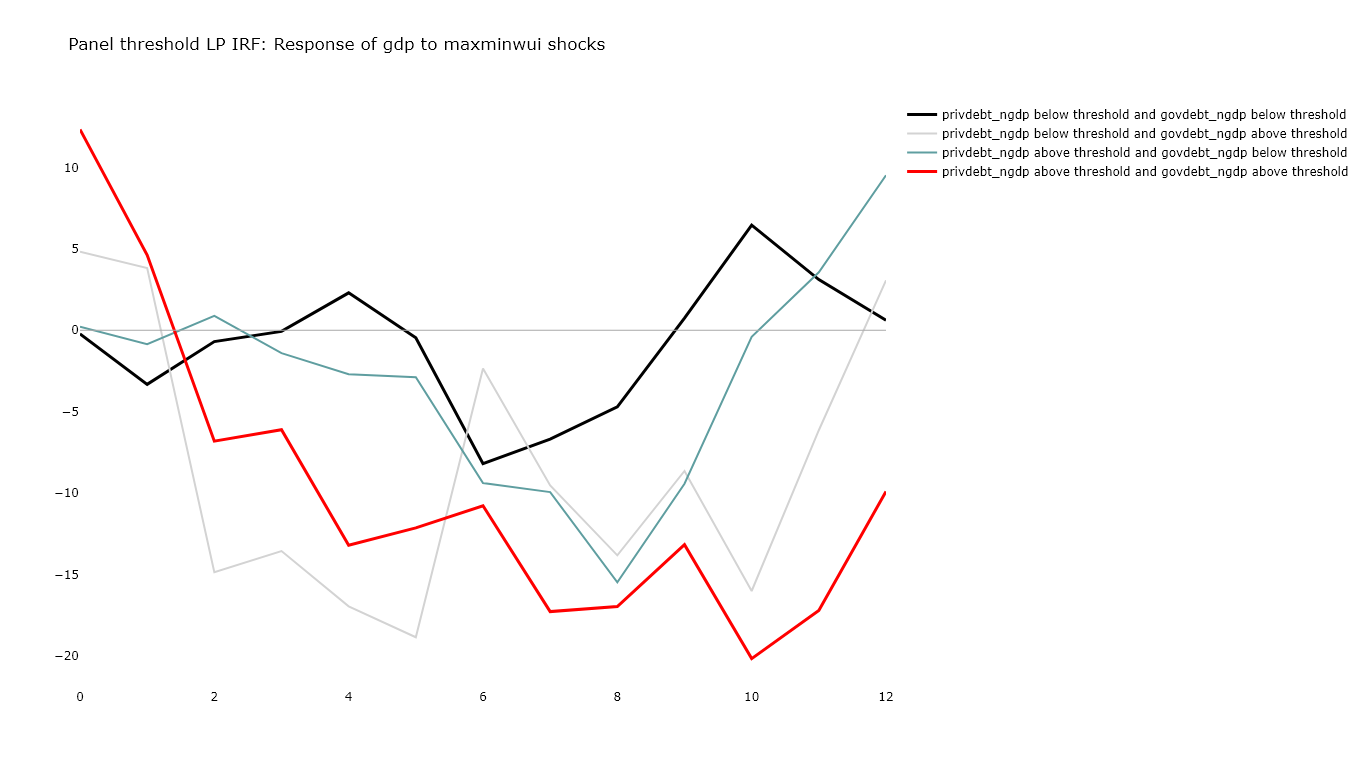 Panel threshold LP IRF: Response of gdp to maxminwui shocks
privdebt_ngdp below threshold and govdebt_ngdp below threshold
privdebt_ngdp below threshold and govdebt_ngdp above threshold
privdebt_ngdp above threshold and govdebt_ngdp below threshold
privdebt_ngdp above threshold and govdebt_ngdp above threshold
10
5
0
−5
−10
−15
−20
0 2 4 6 8 10 12